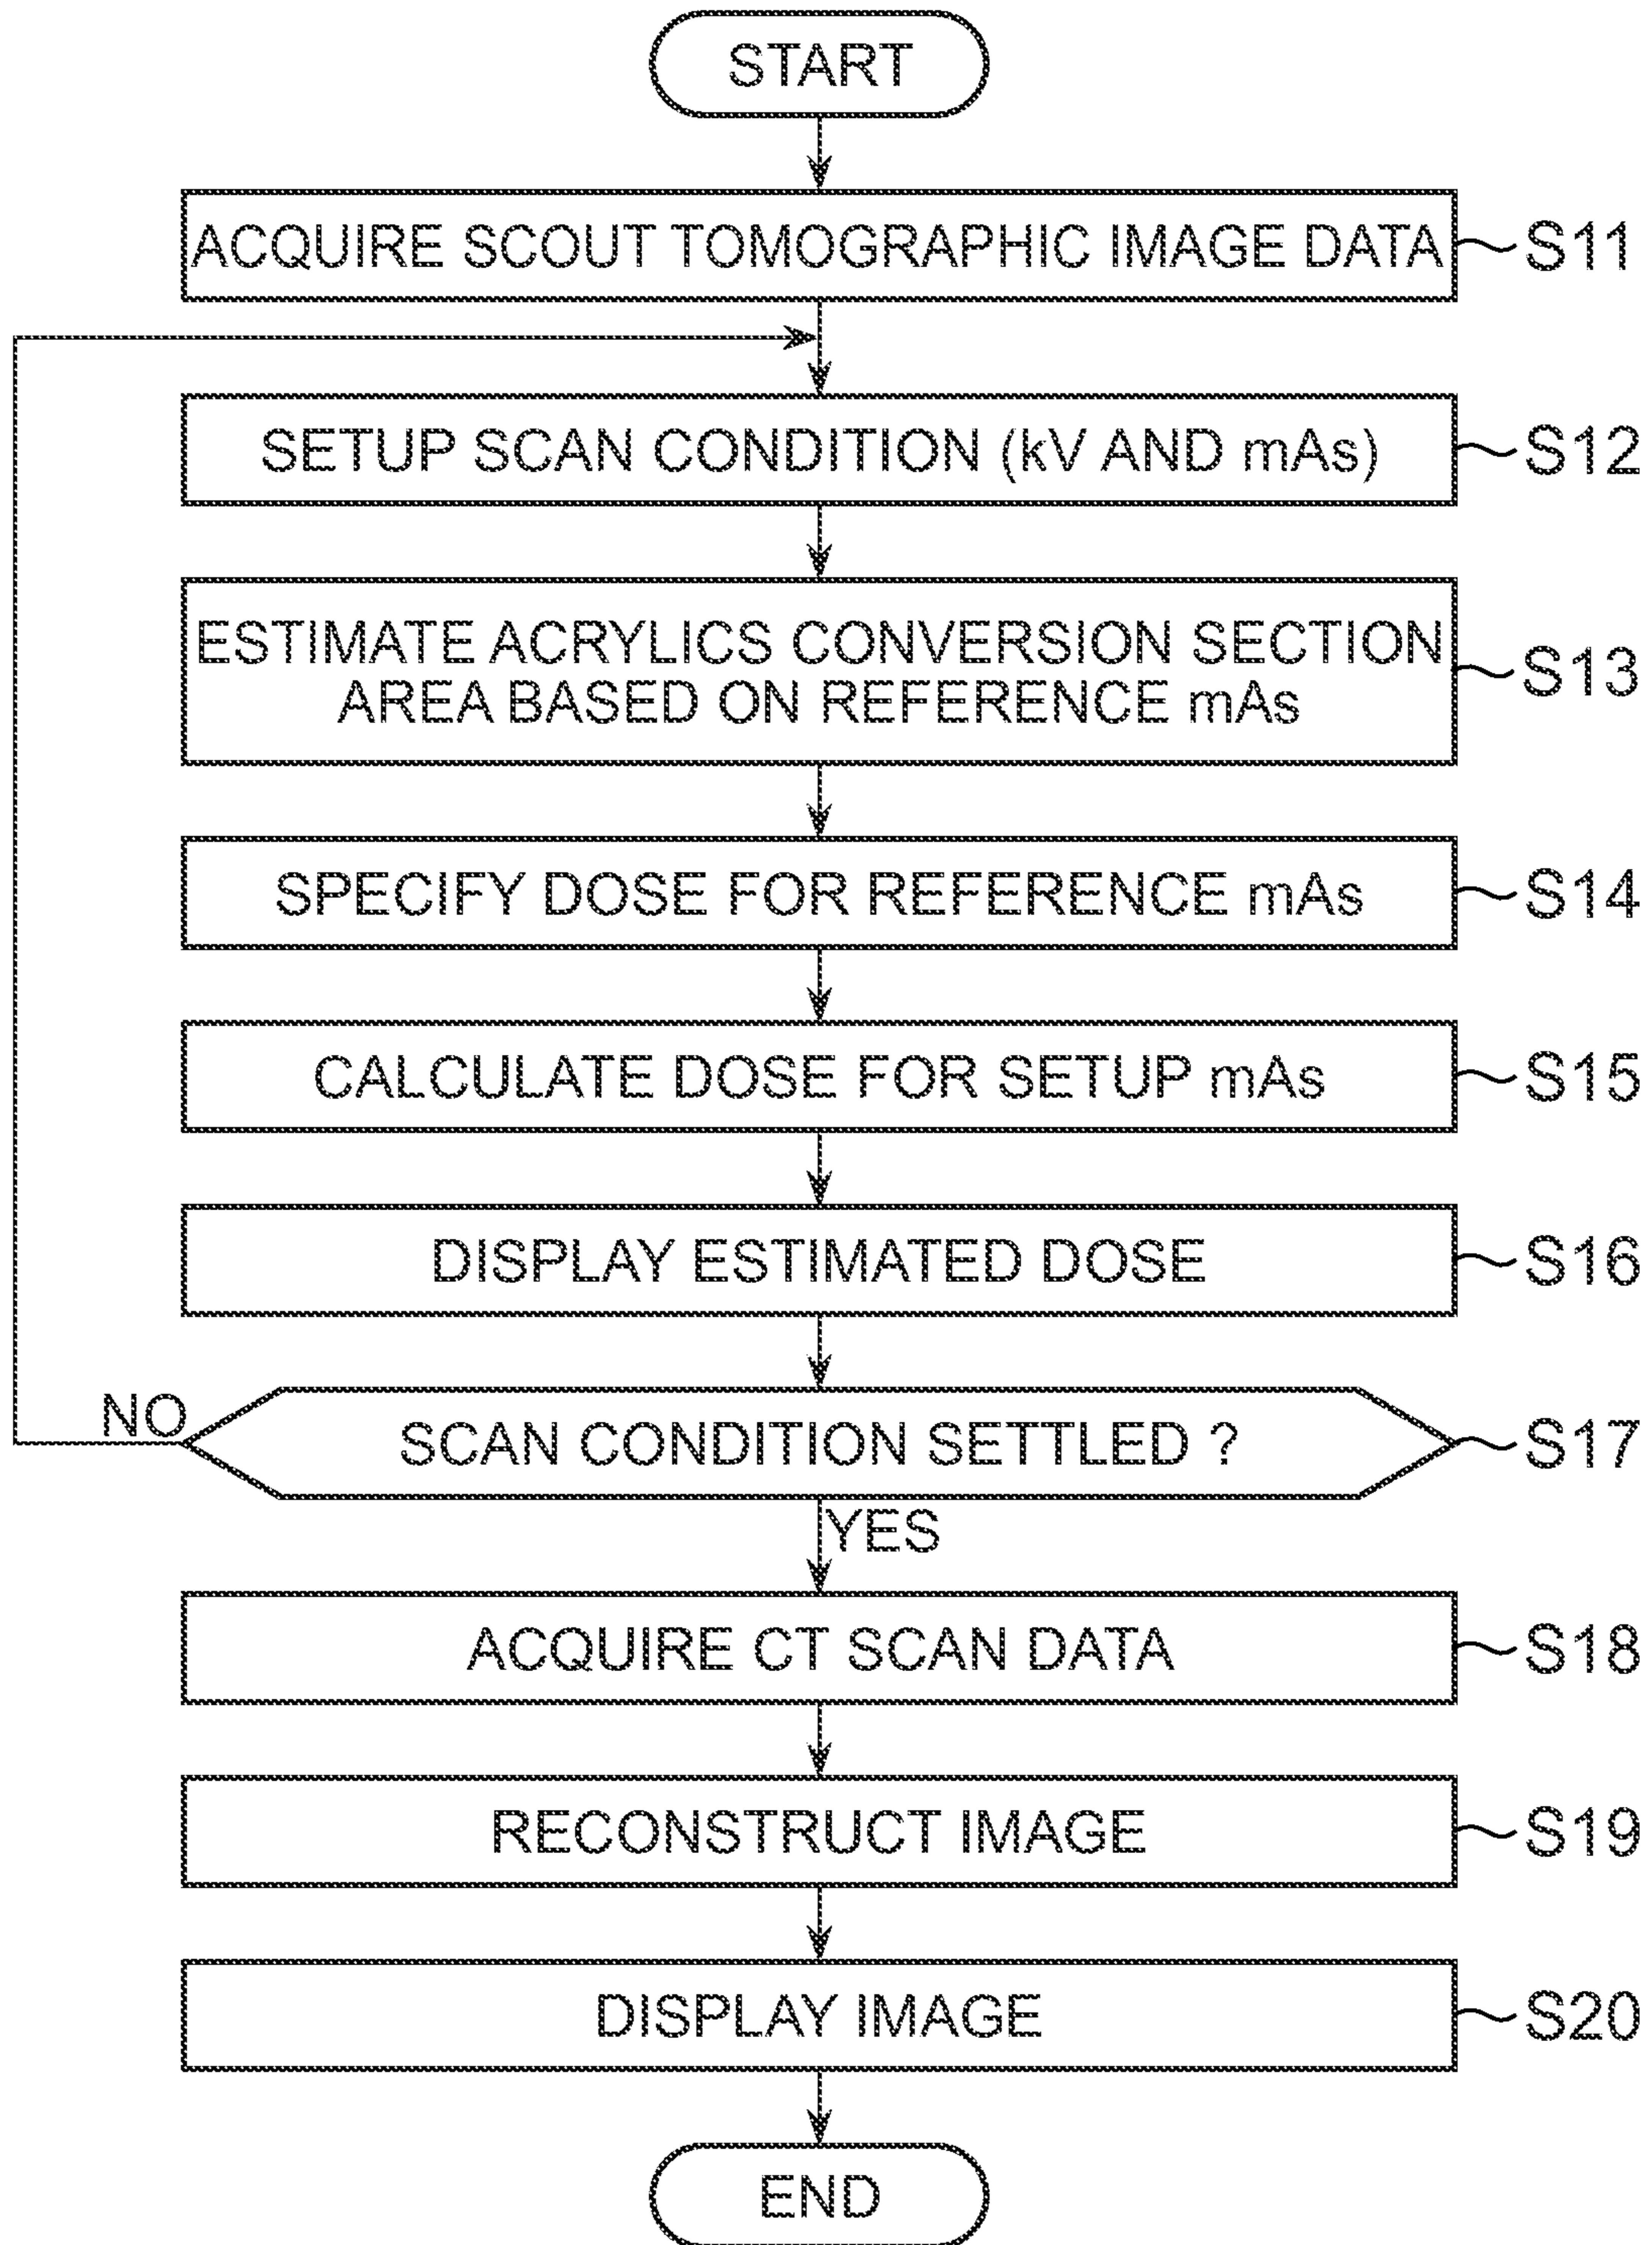 START
ACQUIRE SCOUT TOMOGRAPHIC IMAGE DATA S11
SETUP SCAN CONDITION (kV AND mAs) S12
ESTIMATE ACRYLICS CONVERSION SECTION
AREA BASED ON REFERENCE mAs S13
SPECIFY DOSE FOR REFERENCE mAs S14
CALCULATE DOSE FOR SETUP mAs S15
DISPLAY ESTIMATED DOSE S16
NO
SCAN CONDITION SETTLED ? S17
YES
ACQUIRE CT SCAN DATA S18
RECONSTRUCT IMAGE S19
DISPLAY IMAGE S20
END